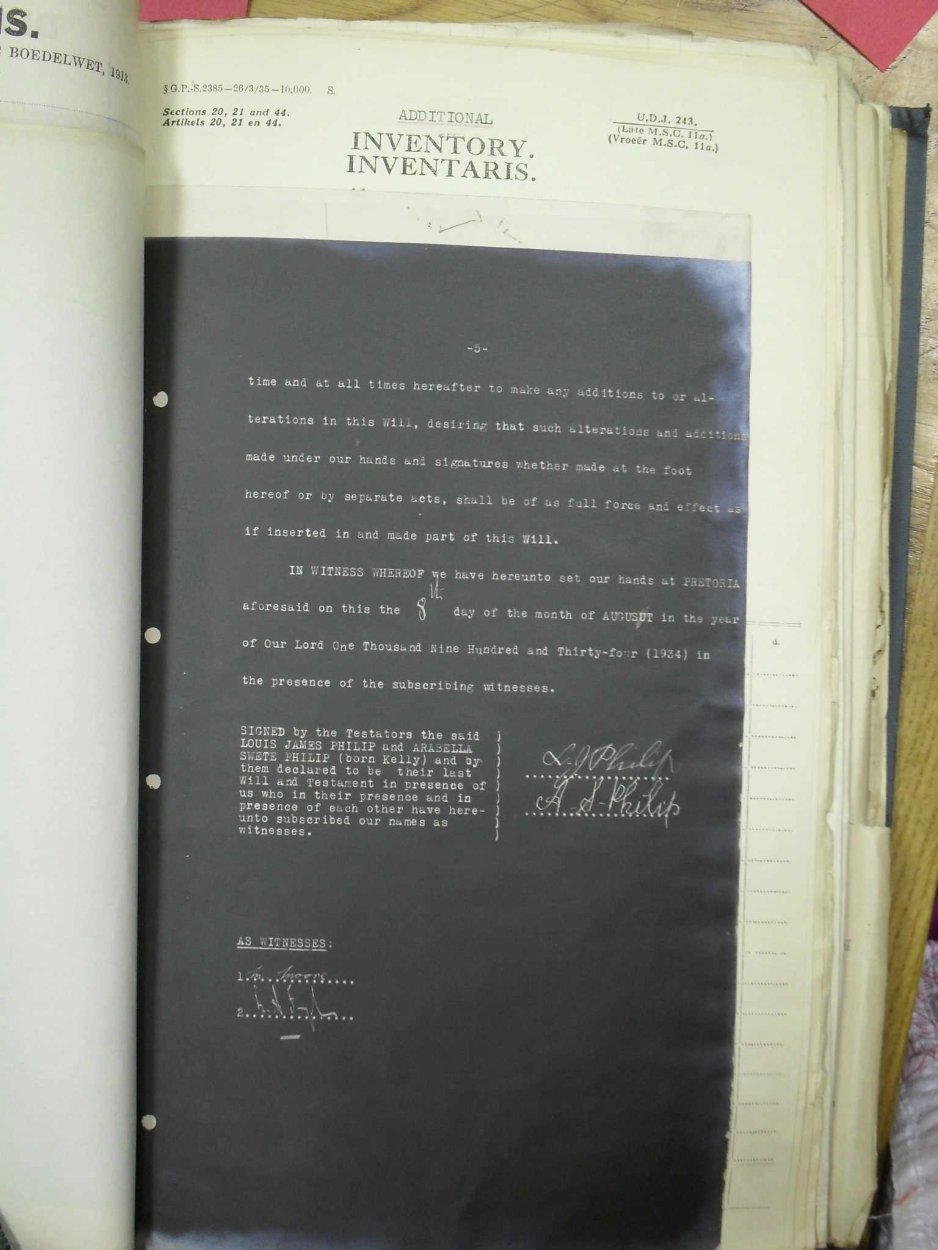 IS.
BOEDELWET, 1913.
§ G.P.-S.2385—26/3/35—10,000. S.
Sections 20, 21 and 44.
Artikels 20, 21 en 44.
ADDITIONAL
INVENTORY.
INVENTARIS.
U.D.J. 243.
(Late M.S.C. 11a.)
(Vroeër M.S.C. 11a.)
-5-
time and at all times hereafter to make any additions to or al-
terations in this Will, desiring that such alterations and additions
made under our hands and signatures whether made at the foot
hereof or by separate acts, shall be of as full force and effect as
if inserted in and made part of this Will.
IN WITNESS WHEREOF we have hereunto set our hands at PRETORIA
aforesaid on this the 8th day of the month of AUGUSUT in the year
of Our Lord One Thousand Nine Hundred and Thirty-four (1934) in
the presence of the subscribing witnesses.
SIGNED by the Testators the said
LOUIS JAMES PHILIP and ARABELLA
SWETE PHILIP (born Kelly) and by
them declared to be their last
Will and Testament in presence of
us who in their presence and in
presence of each other have here-
unto subscribed our names as
witnesses.
L.J Philip
A. S. Philip
AS WITNESSES:
1.
2.
d.